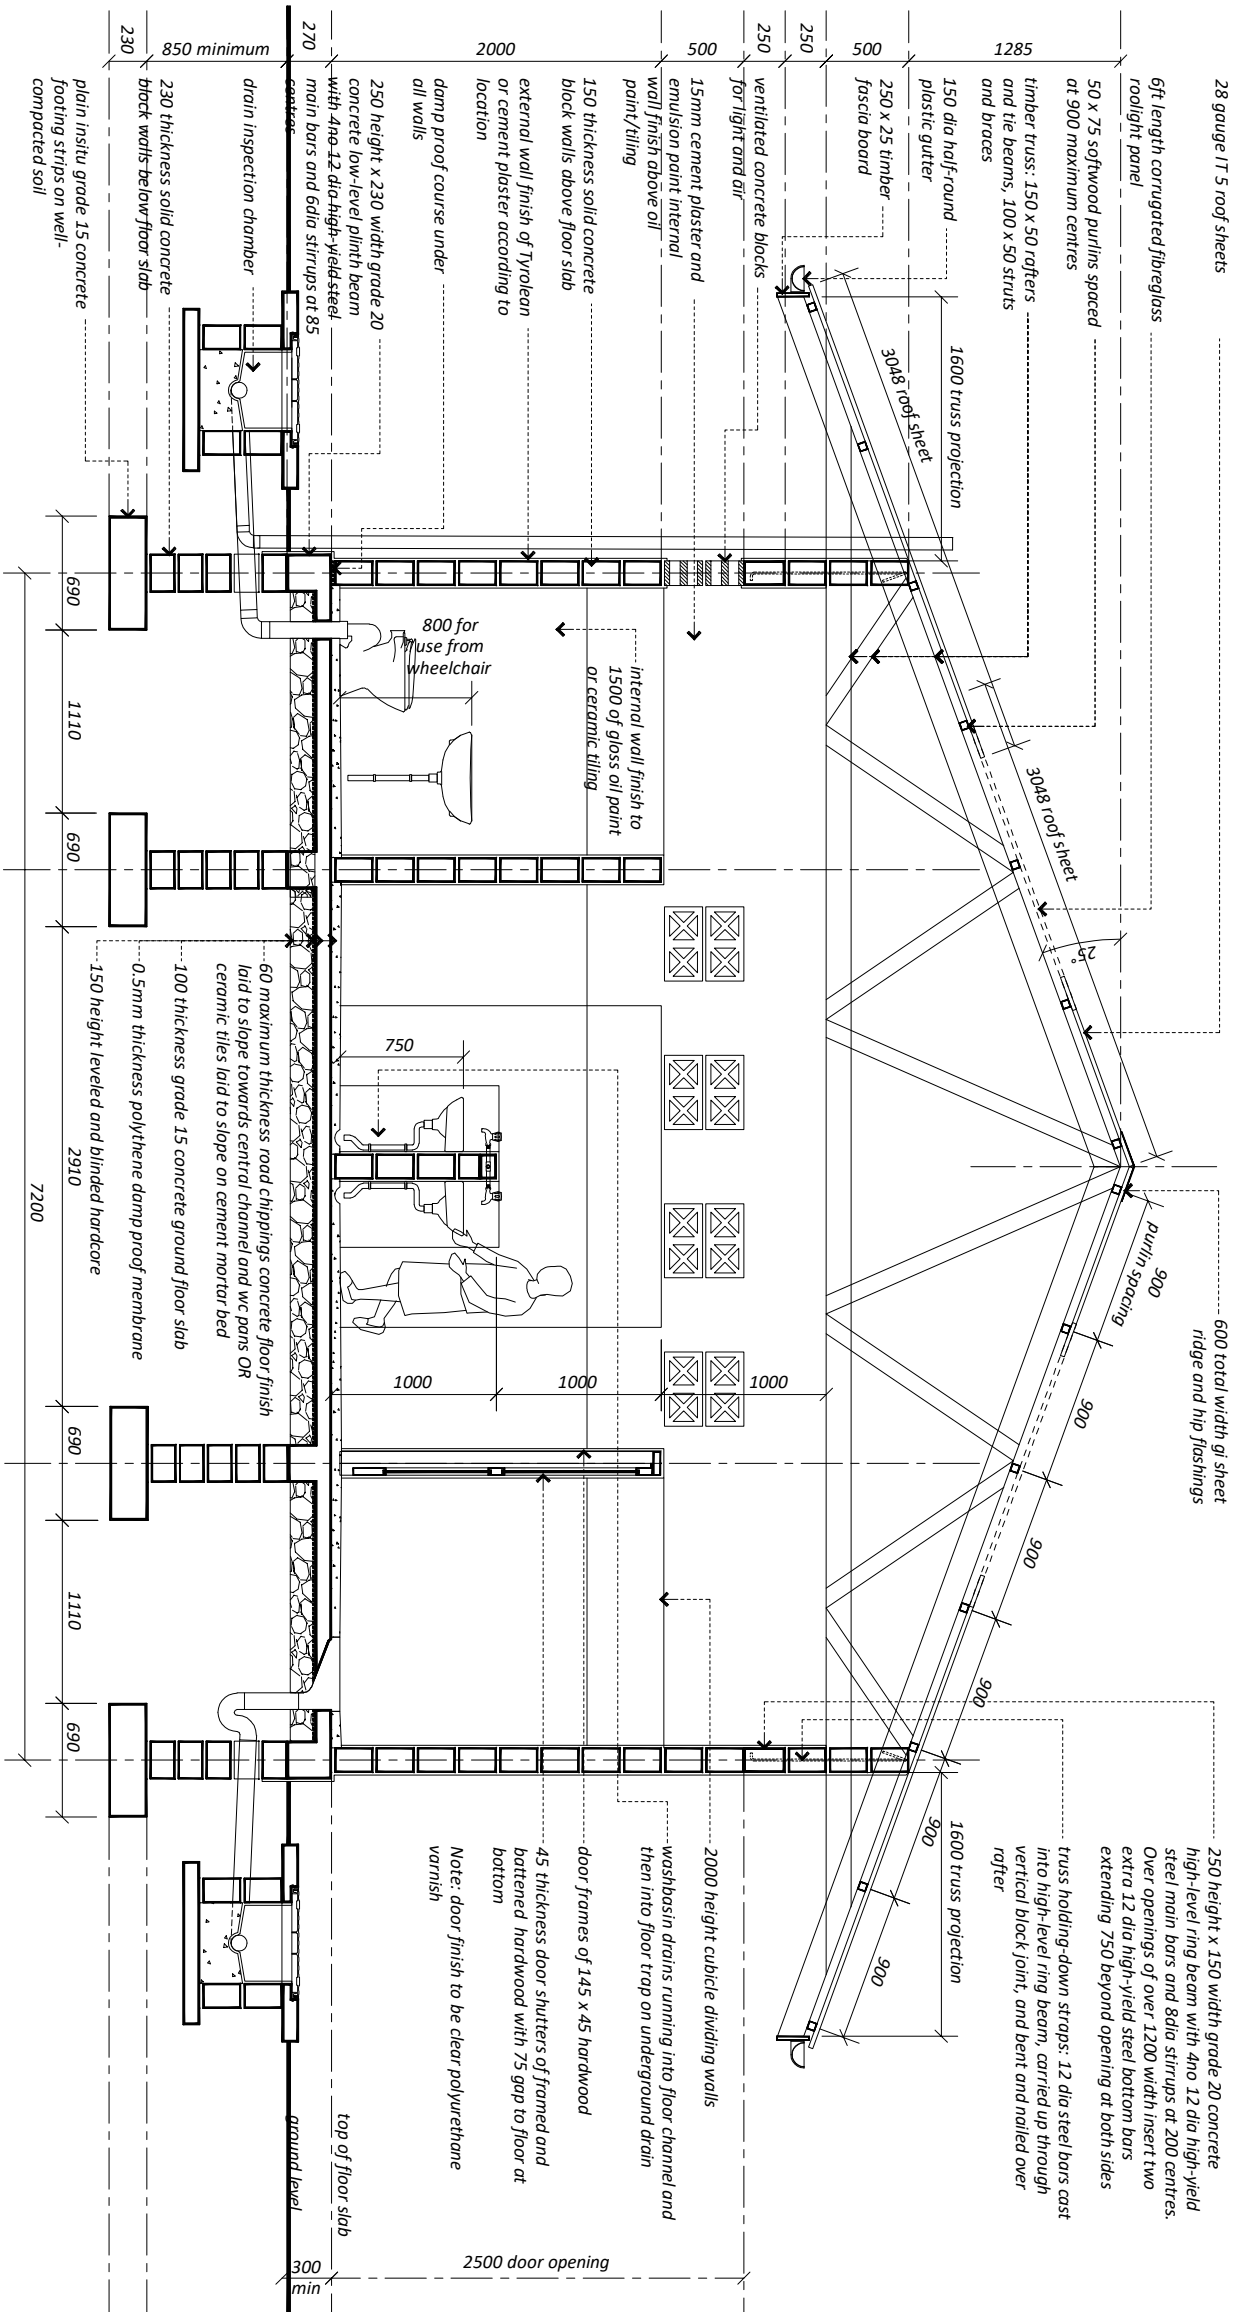 230
850 minimum
270
2000
500
250
250
500
1285
28 gauge IT 5 roof sheets
6ft length corrugated fibreglass
roolight panel
50 x 75 softwood purlins spaced
at 900 maximum centres
timber truss: 150 x 50 rafters
and tie beams, 100 x 50 struts
and braces
150 dia half-round
plastic gutter
250 x 25 timber
fascia board
ventilated concrete blocks
for light and air
15mm cement plaster and
emulsion paint internal
wall finish above oil
paint/tiling
150 thickness solid concrete
block walls above floor slab
external wall finish of Tyrolean
or cement plaster according to
location
damp proof course under
all walls
250 height x 230 width grade 20
concrete low-level plinth beam
with 4no 12 dia high-yield steel
main bars and 6dia stirrups at 85
centres
drain inspection chamber
230 thickness solid concrete
block walls below floor slab
plain insitu grade 15 concrete
footing strips on well-
compacted soil
1600 truss projection
3048 roof sheet
3048 roof sheet
25°
600 total width gi sheet
ridge and hip flashings
900
purlin spacing
900
900
900
900
900
1600 truss projection
800 for
use from
wheelchair
internal wall finish to
1500 of gloss oil paint
or ceramic tiling
750
1000
1000
1000
690
1110
690
2910
690
1110
690
7200
60 maximum thickness road chippings concrete floor finish
laid to slope towards central channel and wc pans OR
ceramic tiles laid to slope on cement mortar bed
100 thickness grade 15 concrete ground floor slab
0.5mm thickness polythene damp proof membrane
150 height leveled and blinded hardcore
250 height x 150 width grade 20 concrete
high-level ring beam with 4no 12 dia high-yield
steel main bars and 8dia stirrups at 200 centres.
Over openings of over 1200 width insert two
extra 12 dia high-yield steel bottom bars
extending 750 beyond opening at both sides
truss holding-down straps: 12 dia steel bars cast
into high-level ring beam, carried up through
vertical block joint, and bent and nailed over
rafter
2000 height cubicle dividing walls
washbasin drains running into floor channel and
then into floor trap on underground drain
door frames of 145 x 45 hardwood
45 thickness door shutters of framed and
battened hardwood with 75 gap to floor at
bottom
Note: door finish to be clear polyurethane
varnish
top of floor slab
ground level
300
min
2500 door opening